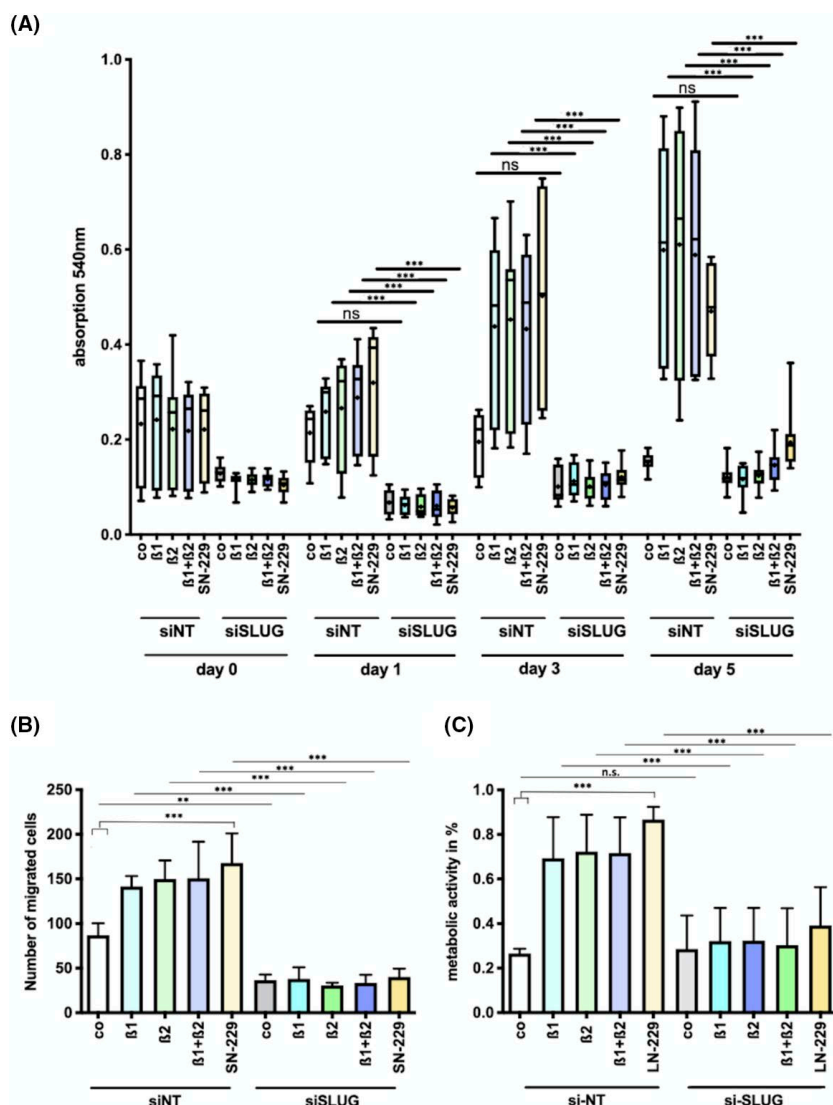 (A)
***
***
***
***
ns
***
***
***
***
ns
***
***
***
***
ns
1.0
0.8
0.6
0.4
0.2
0.0
absorption 540nm
co ß1 ß2 ß1+ß2 SN-229 co ß1 ß2 ß1+ß2 SN-229 co ß1 ß2 ß1+ß2 SN-229 co ß1 ß2 ß1+ß2 SN-229 co ß1 ß2 ß1+ß2 SN-229 co ß1 ß2 ß1+ß2 SN-229 co ß1 ß2 ß1+ß2 SN-229 co ß1 ß2 ß1+ß2 SN-229
siNT siSLUG siNT siSLUG siNT siSLUG siNT siSLUG
day 0 day 1 day 3 day 5
(B)
***
***
***
***
**
***
250
200
150
100
50
0
Number of migrated cells
co ß1 ß2 ß1+ß2 SN-229 co ß1 ß2 ß1+ß2 SN-229
siNT siSLUG
(C)
***
***
***
***
n.s.
***
1.0
0.8
0.6
0.4
0.2
0.0
metabolic activity in %
co ß1 ß2 ß1+ß2 LN-229 co ß1 ß2 ß1+ß2 LN-229
si-NT si-SLUG